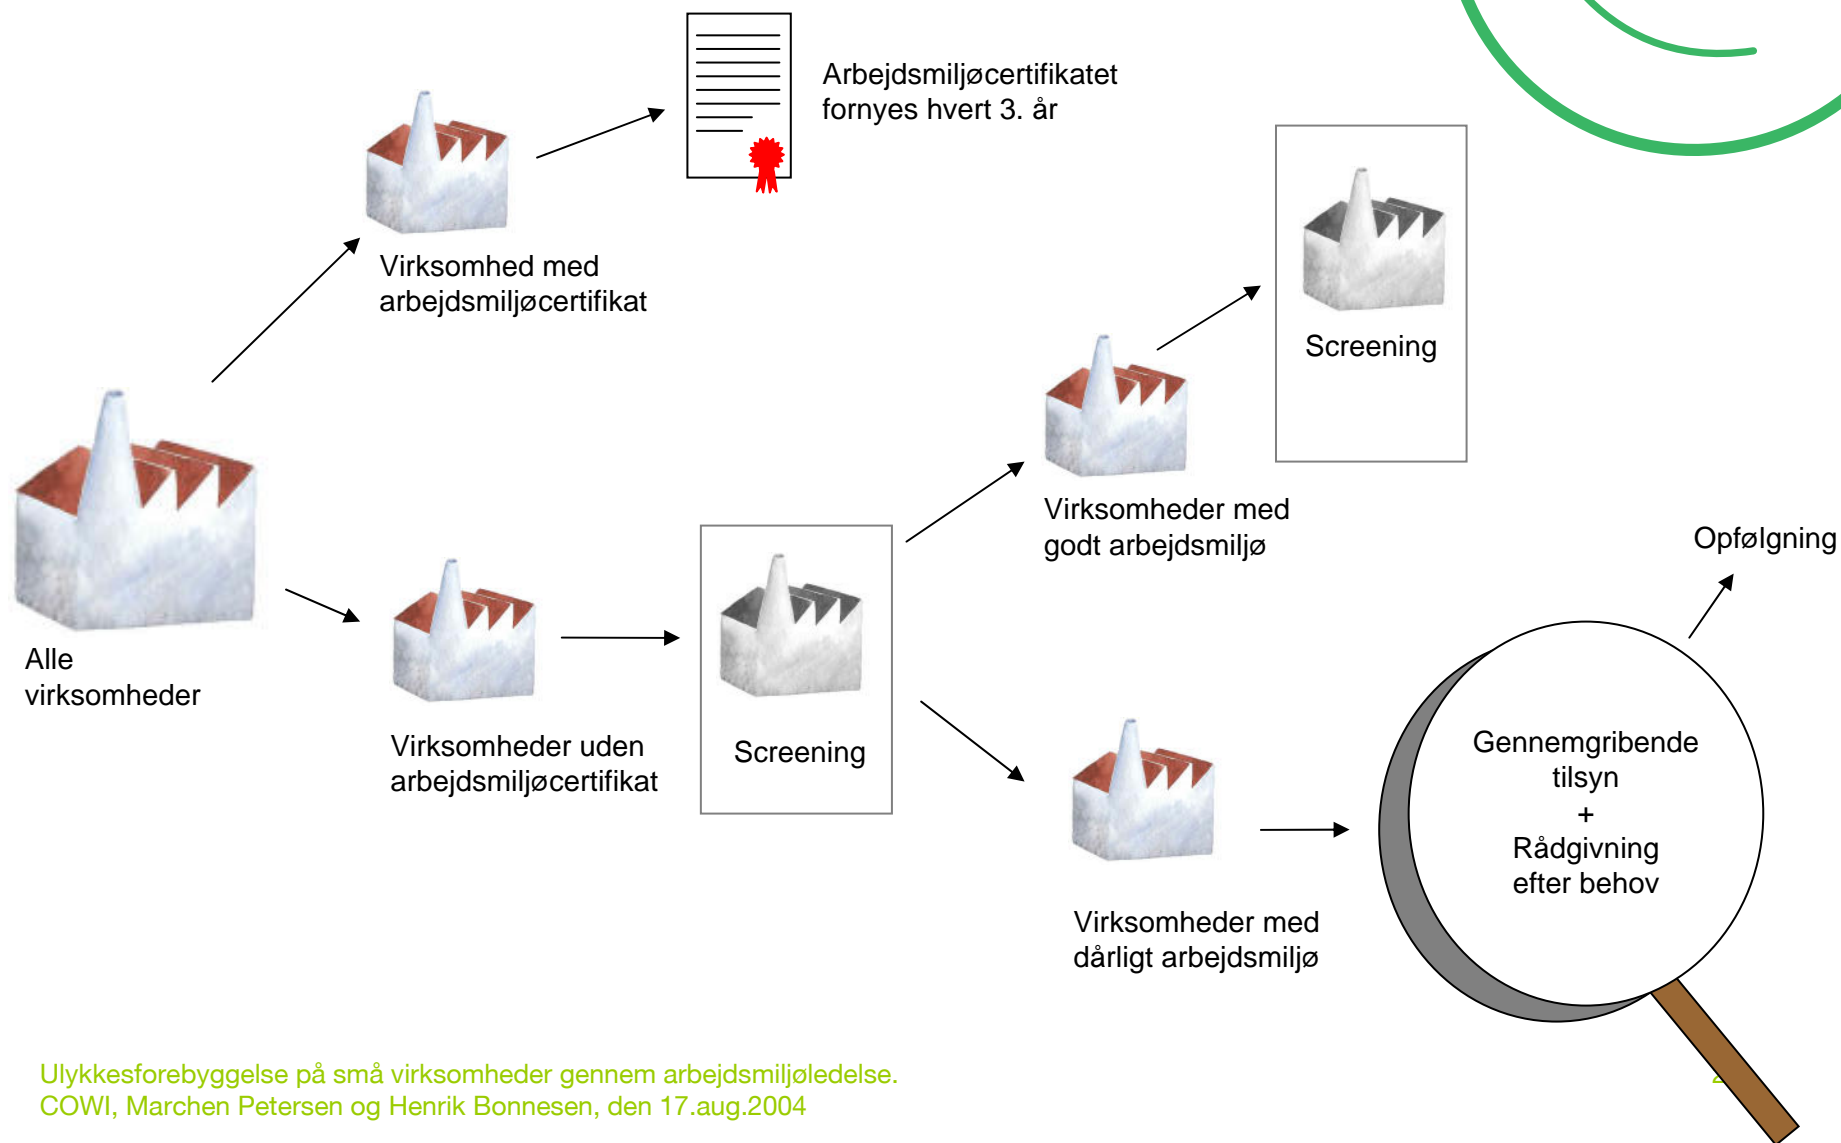 Arbejdsmiljøcertifikatet
fornyes hvert 3. år
Virksomhed med
arbejdsmiljøcertifikat
Screening
Virksomheder med
godt arbejdsmiljø
Opfølgning
Alle
virksomheder
Virksomheder uden
arbejdsmiljøcertifikat
Screening
Gennemgribende
tilsyn
+
Rådgivning
efter behov
Virksomheder med
dårligt arbejdsmiljø
Ulykkesforebyggelse på små virksomheder gennem arbejdsmiljøledelse.
COWI, Marchen Petersen og Henrik Bonnesen, den 17.aug.2004